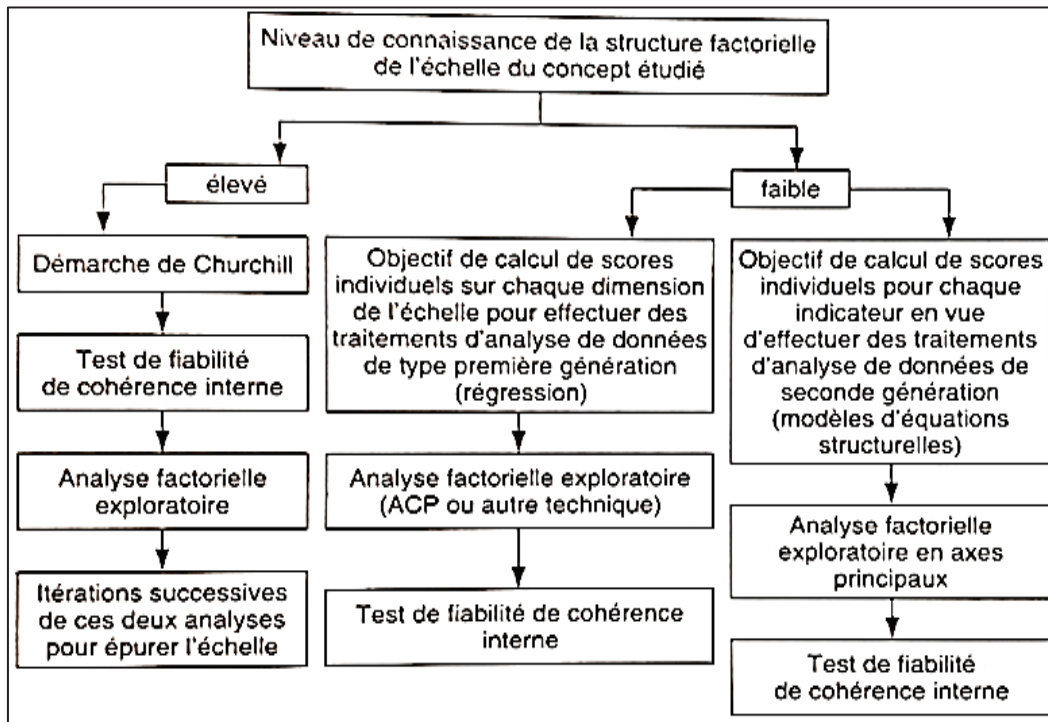 Niveau de connaissance de la structure factorielle
de l'échelle du concept étudié
élevé
faible
Démarche de Churchill
Test de fiabilité
de cohérence interne
Analyse factorielle
exploratoire
Itérations successives
de ces deux analyses
pour épurer l'échelle
Objectif de calcul de scores
individuels sur chaque dimension
de l'échelle pour effectuer des
traitements d'analyse de données
de type première génération
(régression)
Analyse factorielle exploratoire
(ACP ou autre technique)
Test de fiabilité de cohérence
interne
Objectif de calcul de scores
individuels pour chaque
indicateur en vue
d'effectuer des traitements
d'analyse de données de
seconde génération
(modèles d'équations
structurelles)
Analyse factorielle
exploratoire en axes
principaux
Test de fiabilité
de cohérence interne